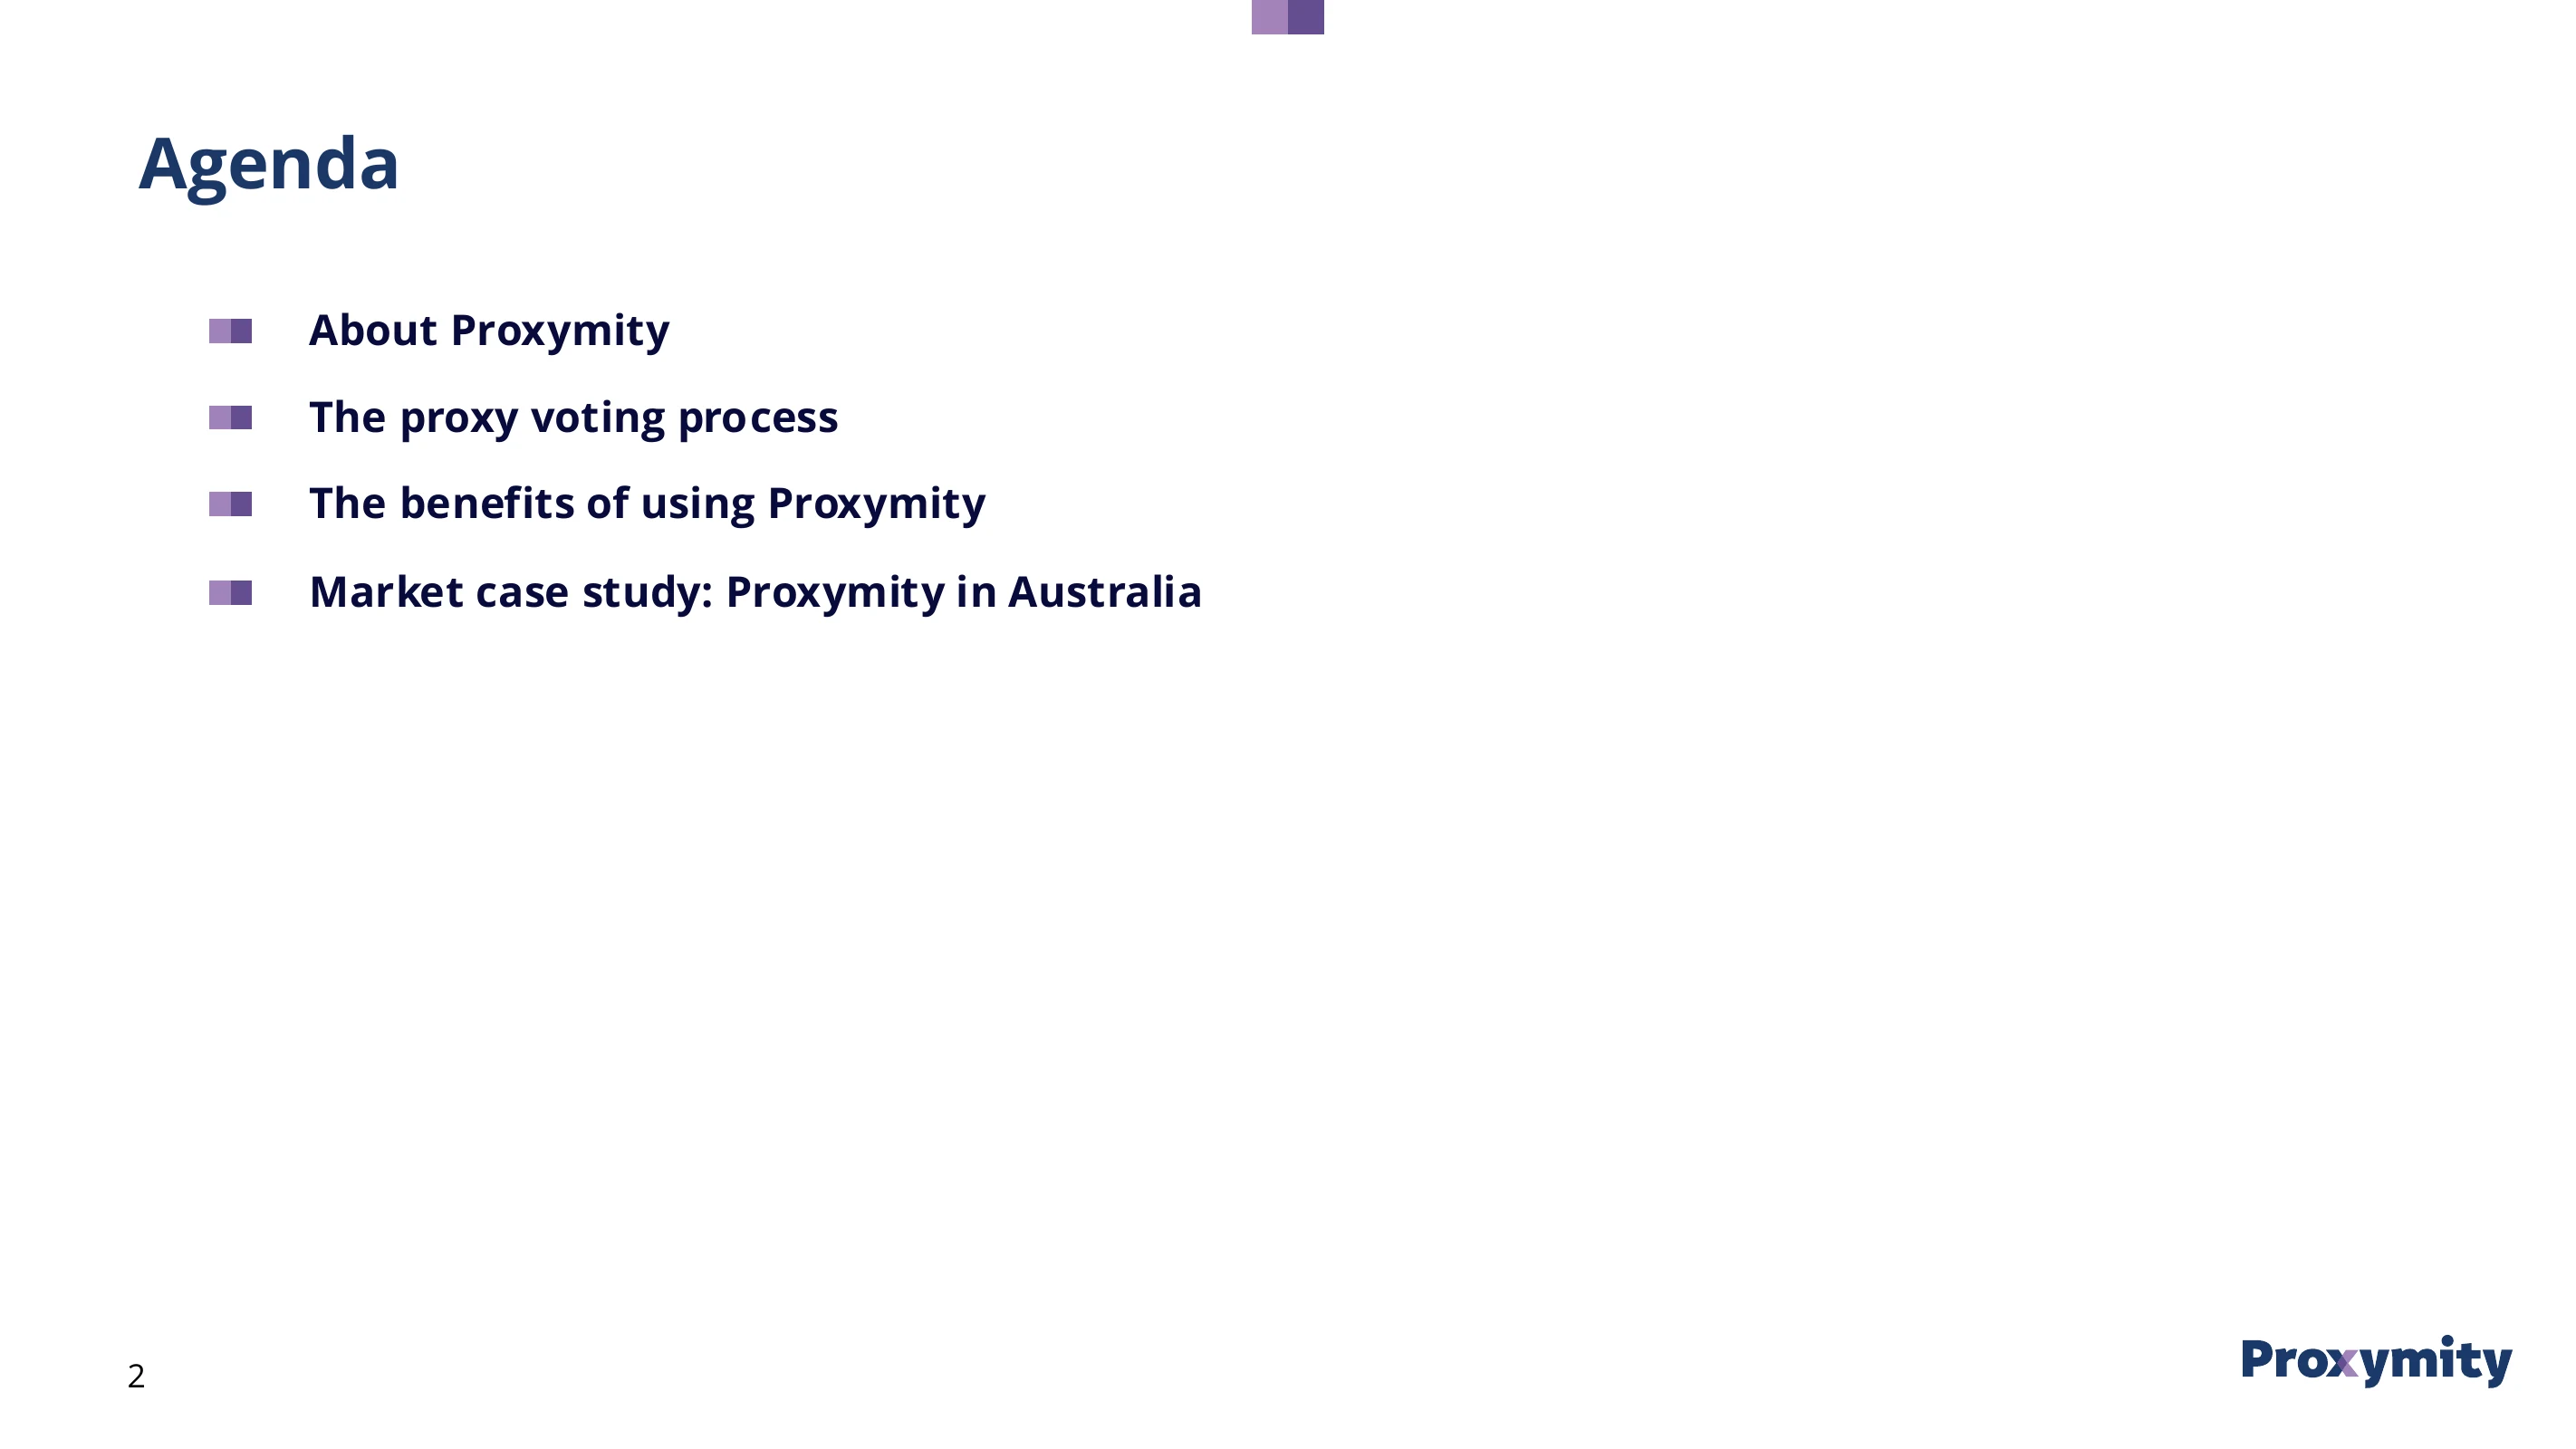 Agenda
About Proxymity
The proxy voting process
The benefits of using Proxymity
Market case study: Proxymity in Australia
2
Proxymity